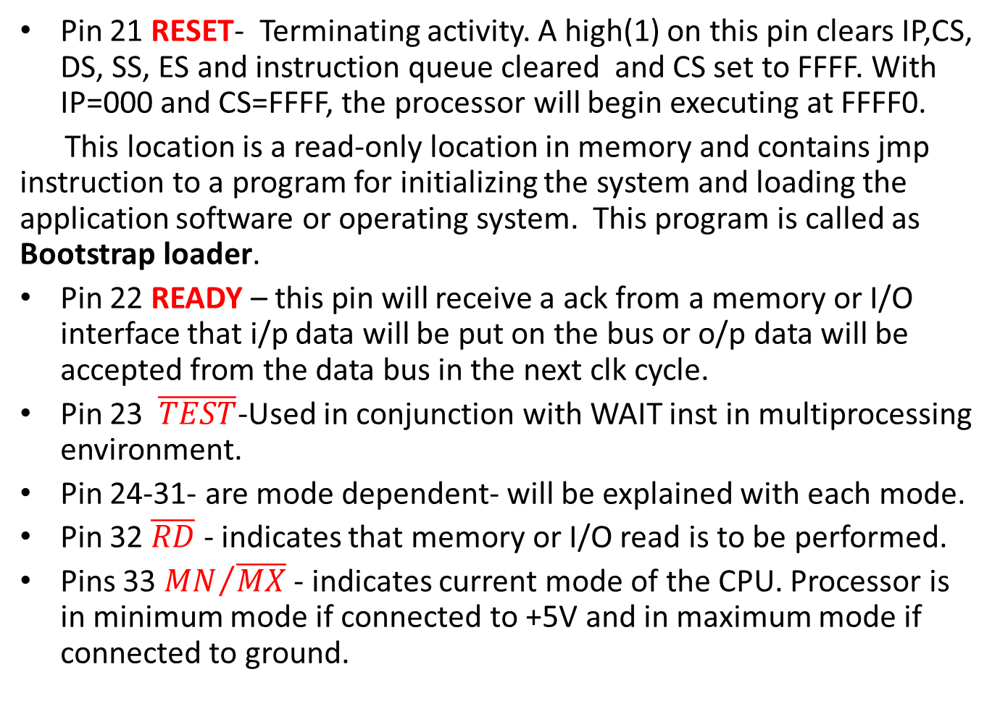 • Pin 21 RESET- Terminating activity. A high(1) on this pin clears IP,CS,
DS, SS, ES and instruction queue cleared and CS set to FFFF. With
IP=000 and CS=FFFF, the processor will begin executing at FFFF0.
This location is a read-only location in memory and contains jmp
instruction to a program for initializing the system and loading the
application software or operating system. This program is called as
Bootstrap loader.
• Pin 22 READY – this pin will receive a ack from a memory or I/O
interface that i/p data will be put on the bus or o/p data will be
accepted from the data bus in the next clk cycle.
• Pin 23 T̅E̅S̅T̅-Used in conjunction with WAIT inst in multiprocessing
environment.
• Pin 24-31- are mode dependent- will be explained with each mode.
• Pin 32 R̅D̅ - indicates that memory or I/O read is to be performed.
• Pins 33 MN/M̅X̅ - indicates current mode of the CPU. Processor is
in minimum mode if connected to +5V and in maximum mode if
connected to ground.